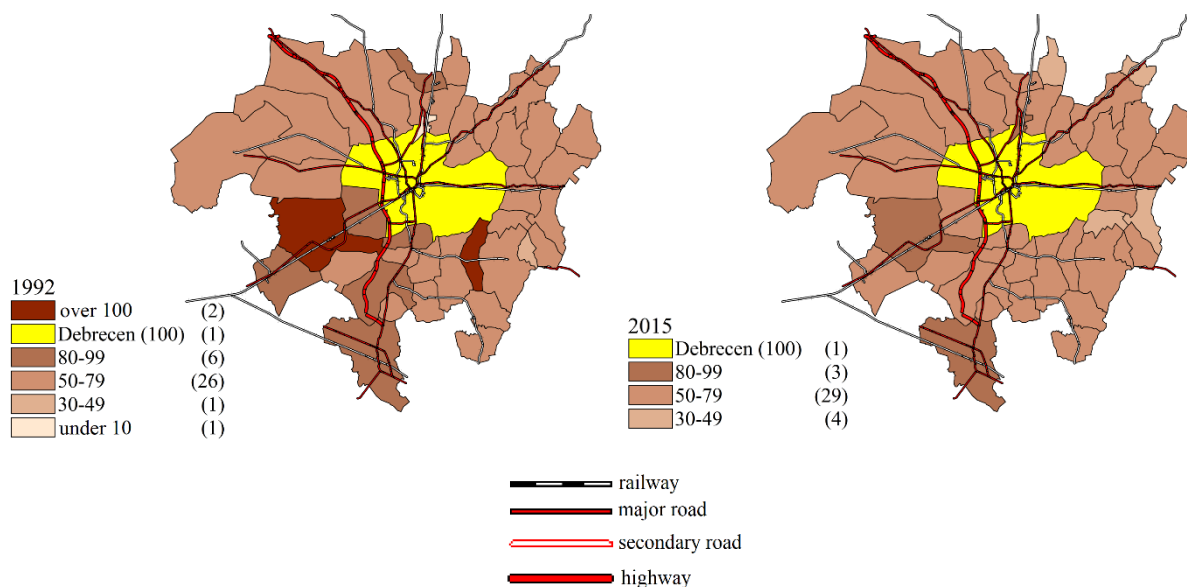 1992
over 100 (2)
Debrecen (100) (1)
80-99 (6)
50-79 (26)
30-49 (1)
under 10 (1)
2015
Debrecen (100) (1)
80-99 (3)
50-79 (29)
30-49 (4)
railway
major road
secondary road
highway